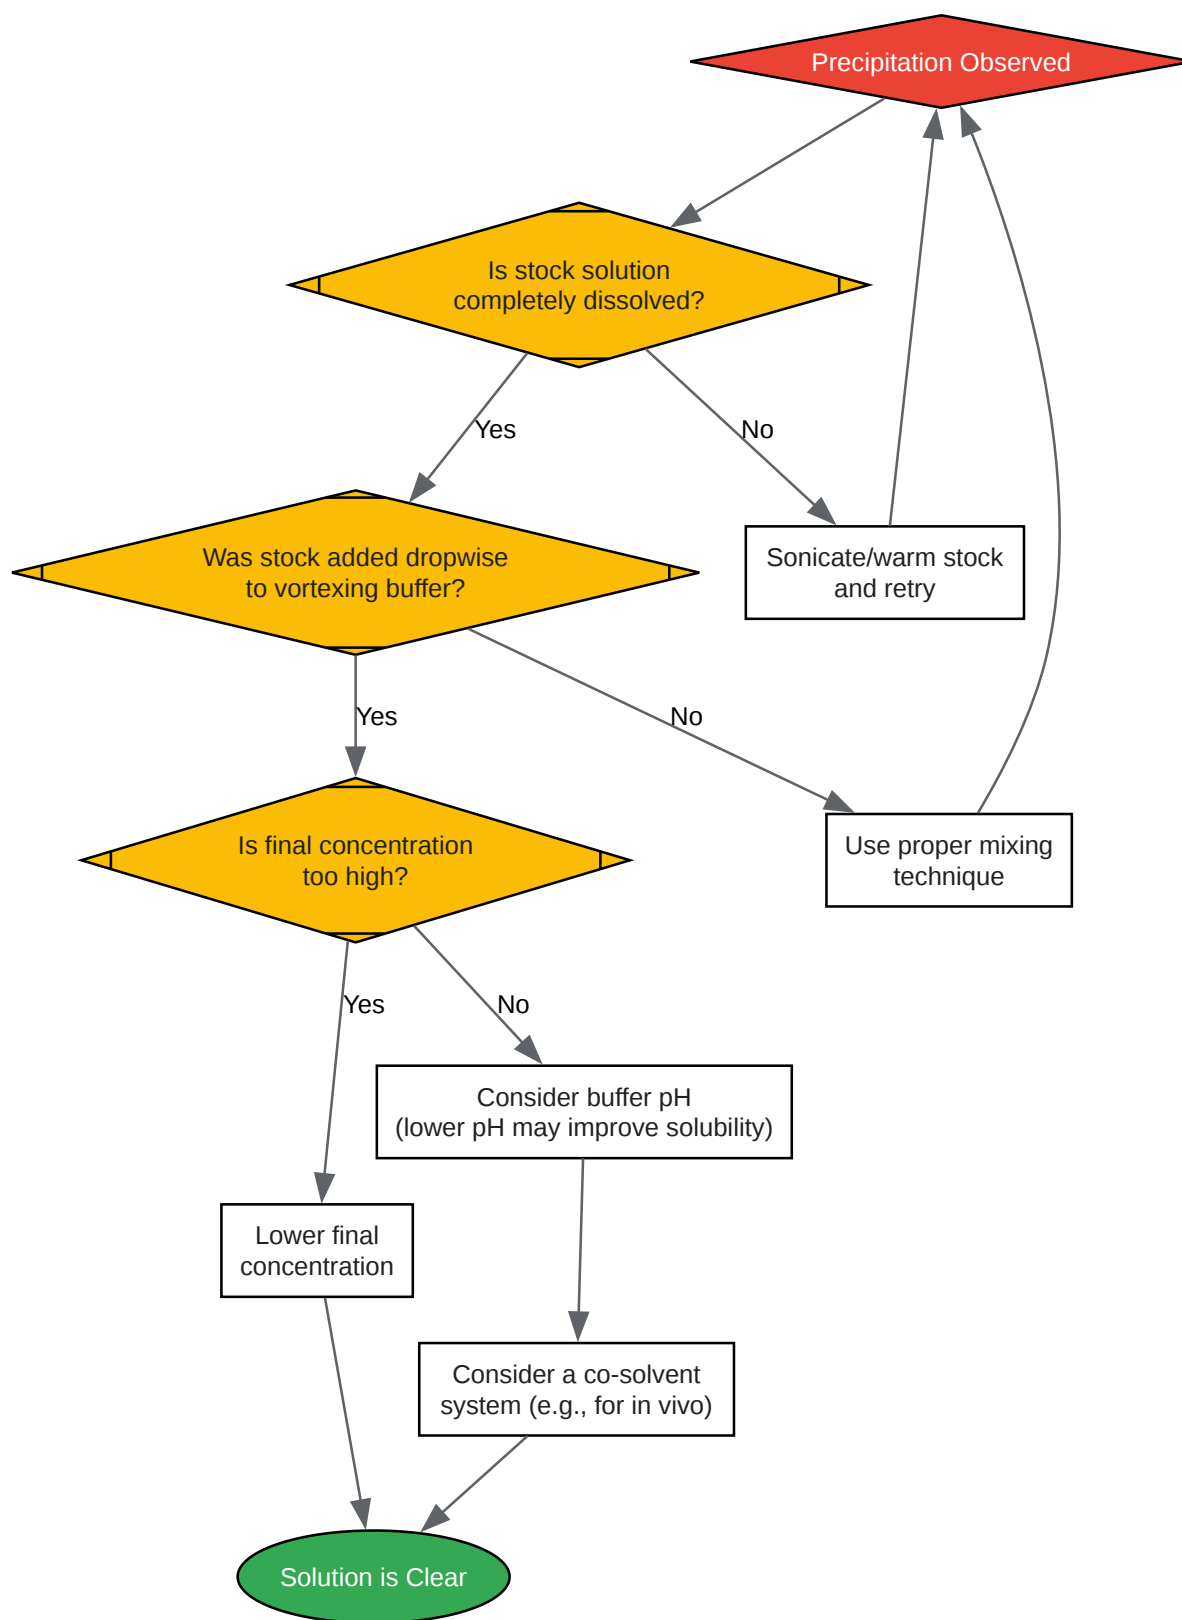 Precipitation Observed
Is stock solution
completely dissolved?
Yes
No
Was stock added dropwise
to vortexing buffer?
Sonicate/warm stock
and retry
Yes
No
Is final concentration
too high?
Use proper mixing
technique
Yes
No
Consider buffer pH
(lower pH may improve solubility)
Lower final
concentration
Consider a co-solvent
system (e.g., for in vivo)
Solution is Clear